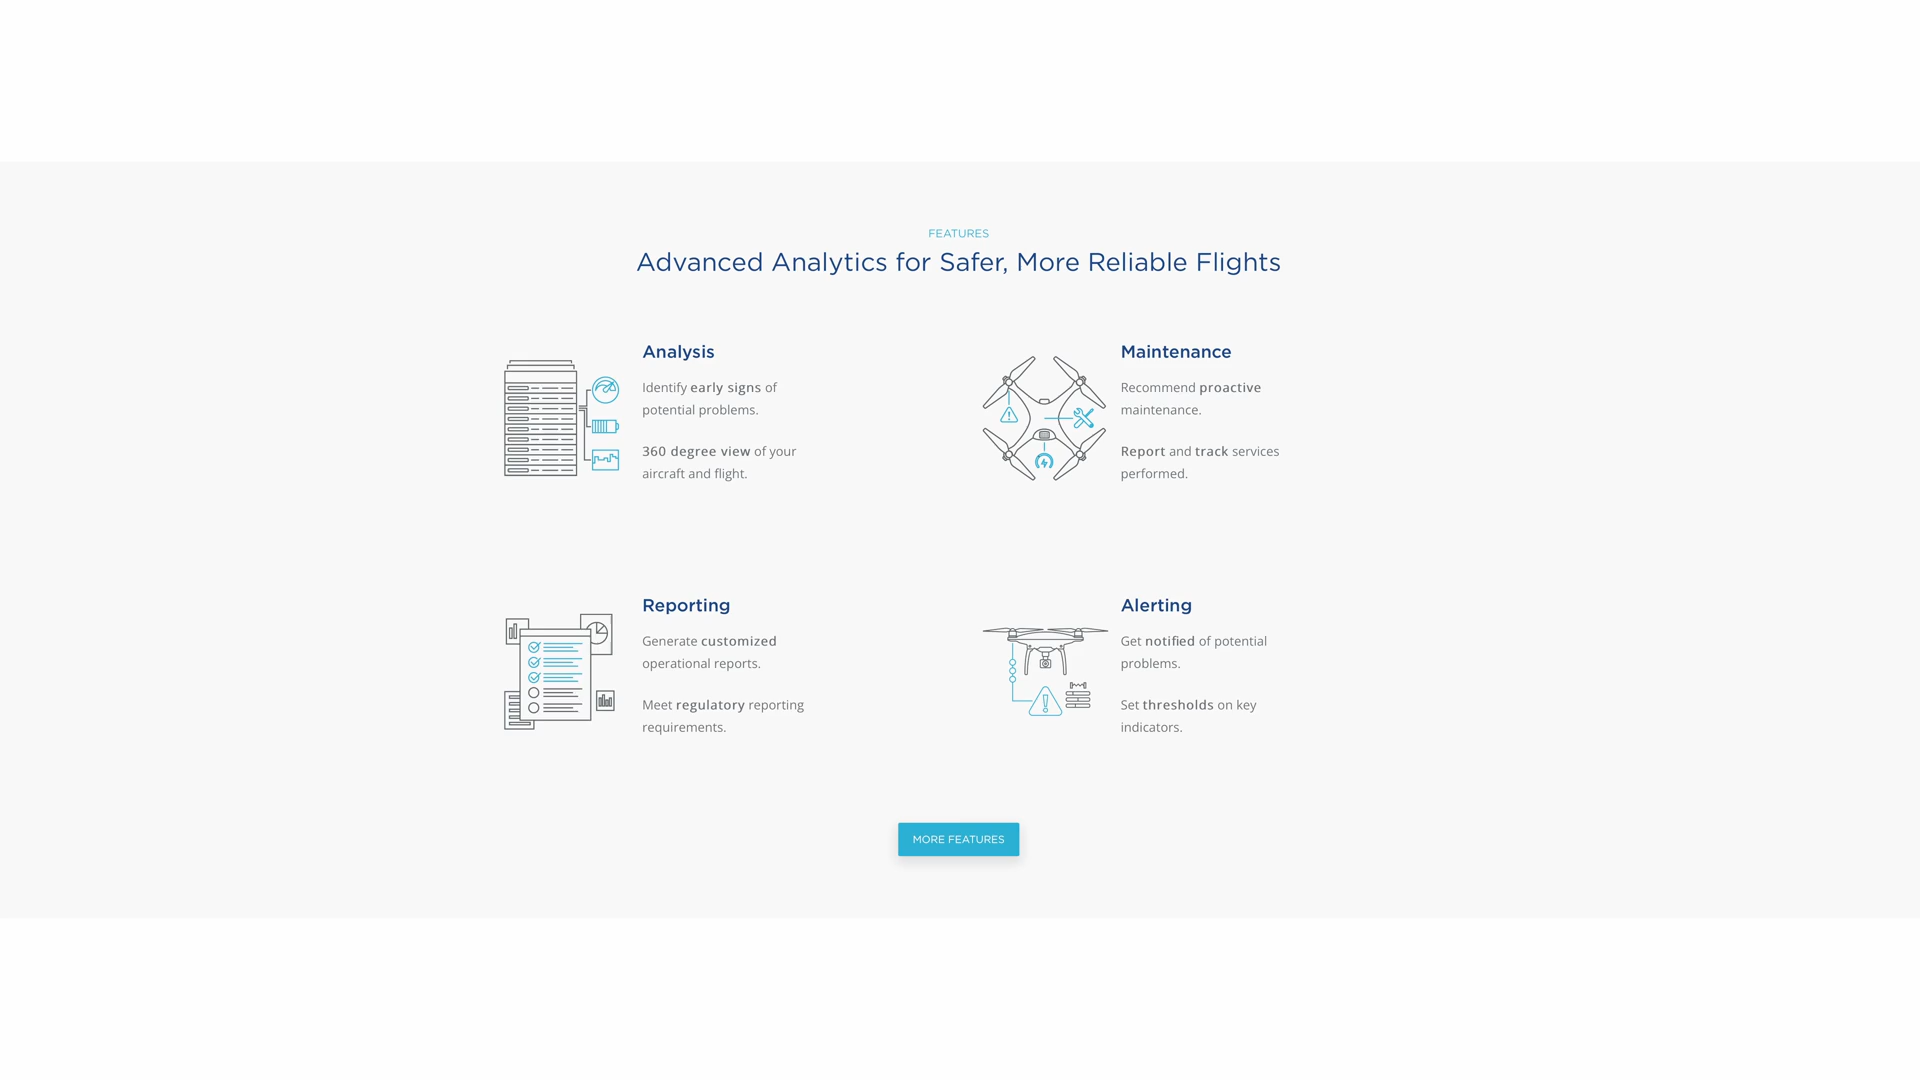 FEATURES
Advanced Analytics for Safer, More Reliable Flights
Analysis
Identify early signs of
potential problems.
360 degree view of your
aircraft and flight.
Maintenance
Recommend proactive
maintenance.
Report and track services
performed.
Reporting
Generate customized
operational reports.
Meet regulatory reporting
requirements.
Alerting
Get notified of potential
problems.
Set thresholds on key
indicators.
MORE FEATURES